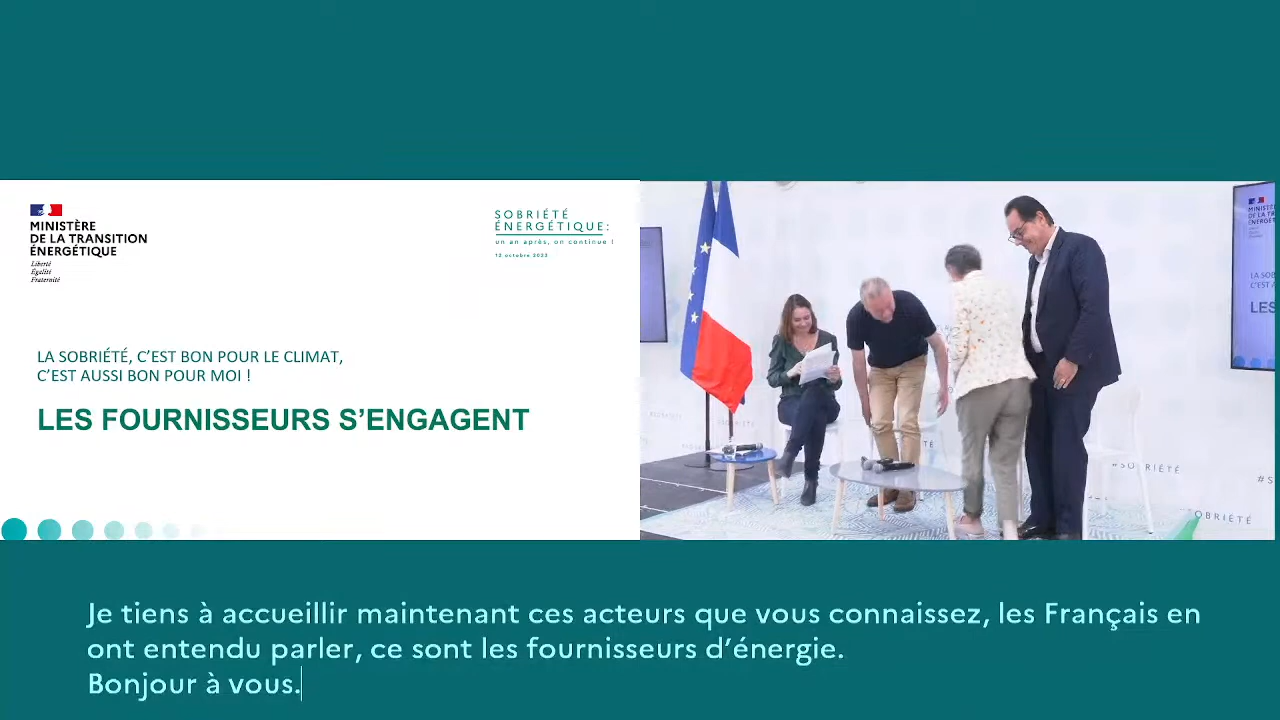 MINISTÈRE
DE LA TRANSITION
ÉNERGÉTIQUE
Liberté
Égalité
Fraternité
SOBRIÉTÉ
ÉNERGÉTIQUE:
un an après, on continue !
12 octobre 2023
LA SOBRIÉTÉ, C'EST BON POUR LE CLIMAT,
C'EST AUSSI BON POUR MOI !
LES FOURNISSEURS S'ENGAGENT
LES
#SOBRIÉTÉ
OBRIÉTÉ
Je tiens à accueillir maintenant ces acteurs que vous connaissez, les Français en
ont entendu parler, ce sont les fournisseurs d'énergie.
Bonjour à vous.